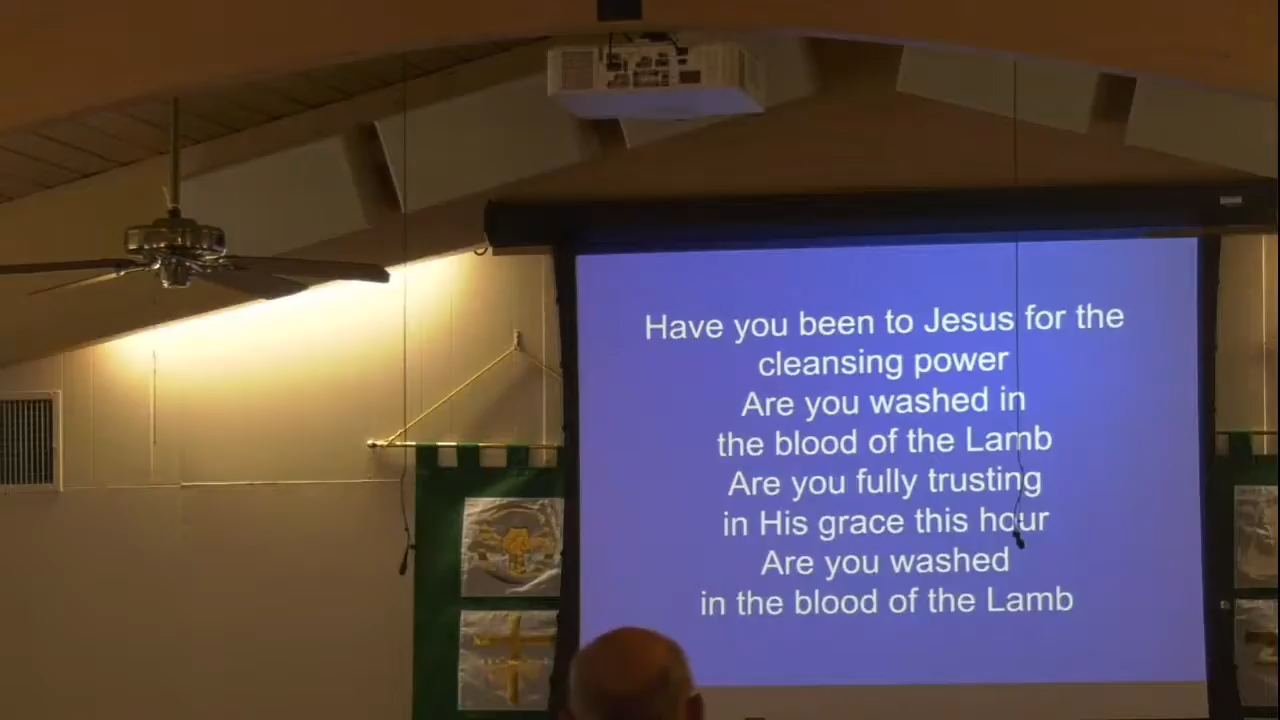 Have you been to Jesus for the
cleansing power
Are you washed in
the blood of the Lamb
Are you fully trusting
in His grace this hour
Are you washed
in the blood of the Lamb